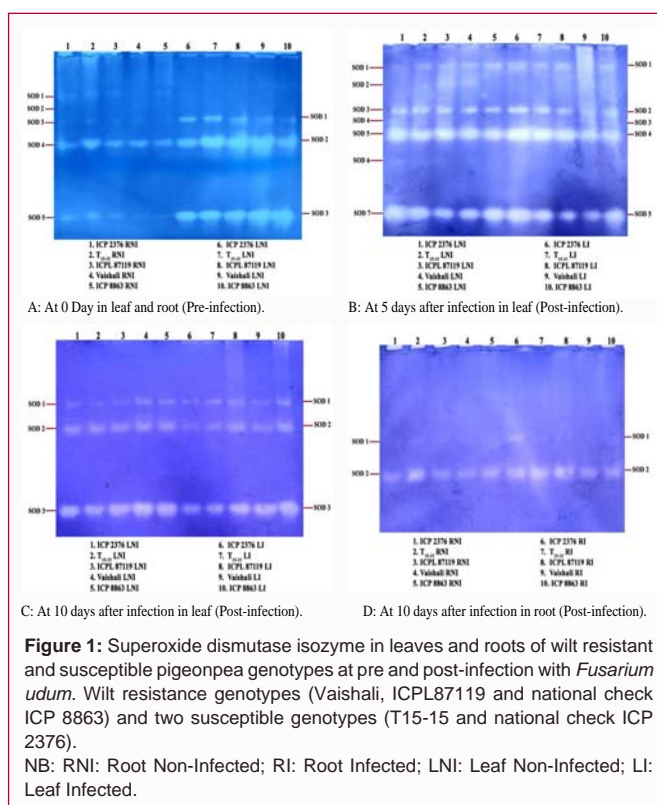 1 2 3 4 5 6 7 8 9 10
SOD 1
SOD 2
SOD 3
SOD 4
SOD 5
SOD 1
SOD 2
SOD 3
1. ICP 2376 RNI 6. ICP 2376 LNI
2. T15-15 RNI 7. T15-15 LNI
3. ICPL 87119 RNI 8. ICPL 87119 LNI
4. Vaishali RNI 9. Vaishali LNI
5. ICP 8863 RNI 10. ICP 8863 LNI
A: At 0 Day in leaf and root (Pre-infection).
1 2 3 4 5 6 7 8 9 10
SOD 1
SOD 2
SOD 3
SOD 4
SOD 5
SOD 6
SOD 7
SOD 1
SOD 2
SOD 3
SOD 4
SOD 5
1. ICP 2376 LNI 6. ICP 2376 LI
2. T15-15 LNI 7. T15-15 LI
3. ICPL 87119 LNI 8. ICPL 87119 LI
4. Vaishali LNI 9. Vaishali LI
5. ICP 8863 LNI 10. ICP 8863 LI
B: At 5 days after infection in leaf (Post-infection).
1 2 3 4 5 6 7 8 9 10
SOD 1
SOD 2
SOD 3
SOD 1
SOD 2
SOD 3
1. ICP 2376 LNI 6. ICP 2376 LI
2. T15-15 LNI 7. T15-15 LI
3. ICPL 87119 LNI 8. ICPL 87119 LI
4. Vaishali LNI 9. Vaishali LI
5. ICP 8863 LNI 10. ICP 8863 LI
C: At 10 days after infection in leaf (Post-infection).
1 2 3 4 5 6 7 8 9 10
SOD 1
SOD 2
SOD 1
SOD 2
1. ICP 2376 RNI 6. ICP 2376 RI
2. T15-15 RNI 7. T15-15 RI
3. ICPL 87119 RNI 8. ICPL 87119 RI
4. Vaishali RNI 9. Vaishali RI
5. ICP 8863 RNI 10. ICP 8863 RI
D: At 10 days after infection in root (Post-infection).
Figure 1: Superoxide dismutase isozyme in leaves and roots of wilt resistant
and susceptible pigeonpea genotypes at pre and post-infection with Fusarium
udum. Wilt resistance genotypes (Vaishali, ICPL87119 and national check
ICP 8863) and two susceptible genotypes (T15-15 and national check ICP
2376).
NB: RNI: Root Non-Infected; RI: Root Infected; LNI: Leaf Non-Infected; LI:
Leaf Infected.